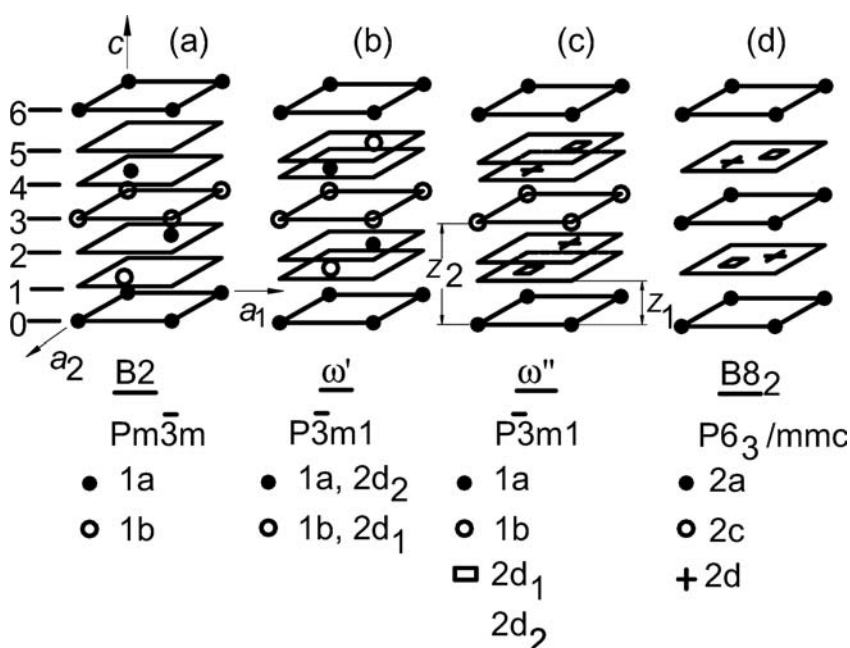 c (a) (b) (c) (d)
6
5
4
3
2
1
0
z₂
z₁
a₁
a₂
B2 ω' ω" B8₂
Pm3̅m P3̅m1 P3̅m1 P6₃/mmc
● 1a ● 1a, 2d₂ ● 1a ● 2a
○ 1b ○ 1b, 2d₁ ○ 1b ○ 2c
▭ 2d₁ + 2d
2d₂